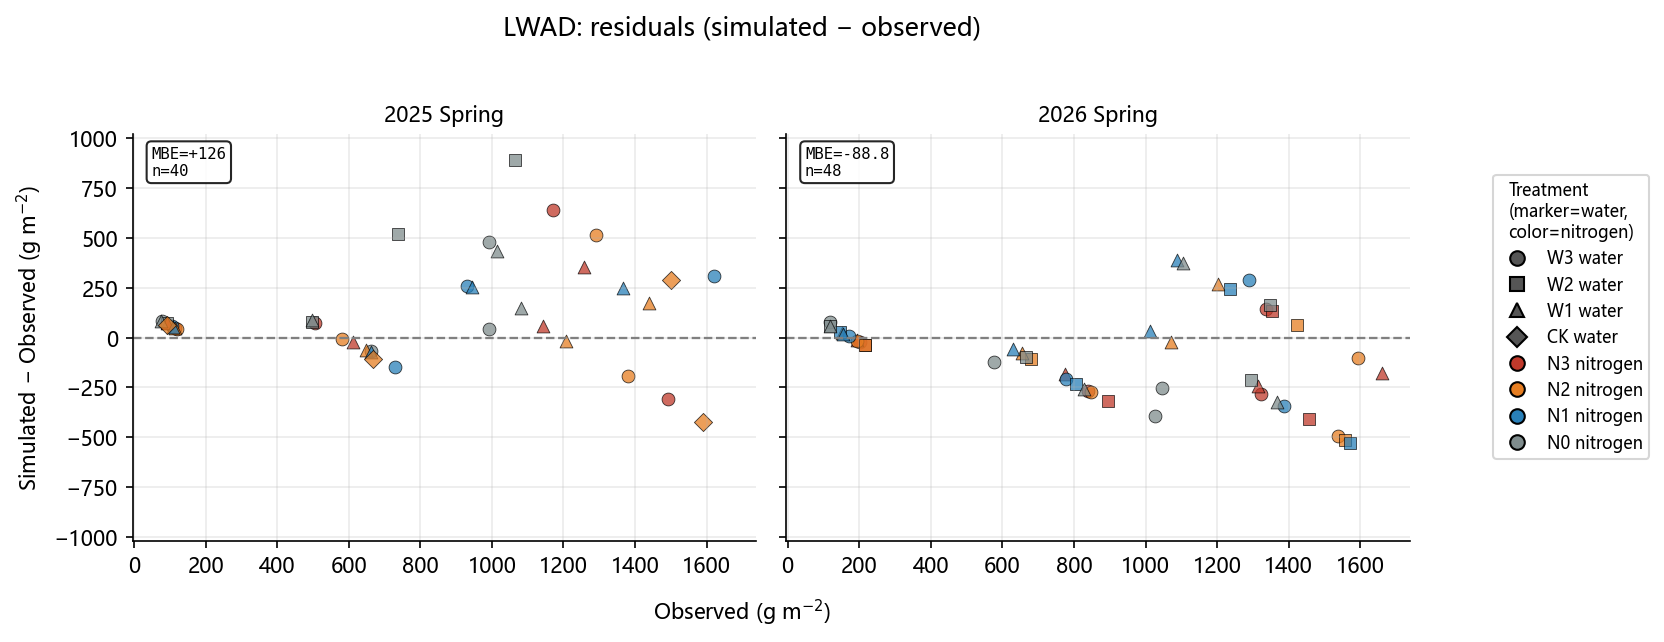 LWAD: residuals (simulated − observed)
2025 Spring
2026 Spring
MBE=+126
n=40
MBE=-88.8
n=48
1000
750
500
250
0
−250
−500
−750
−1000
0 200 400 600 800 1000 1200 1400 1600
0 200 400 600 800 1000 1200 1400 1600
Simulated − Observed (g m⁻²)
Observed (g m⁻²)
Treatment
(marker=water,
color=nitrogen)
W3 water
W2 water
W1 water
CK water
N3 nitrogen
N2 nitrogen
N1 nitrogen
N0 nitrogen